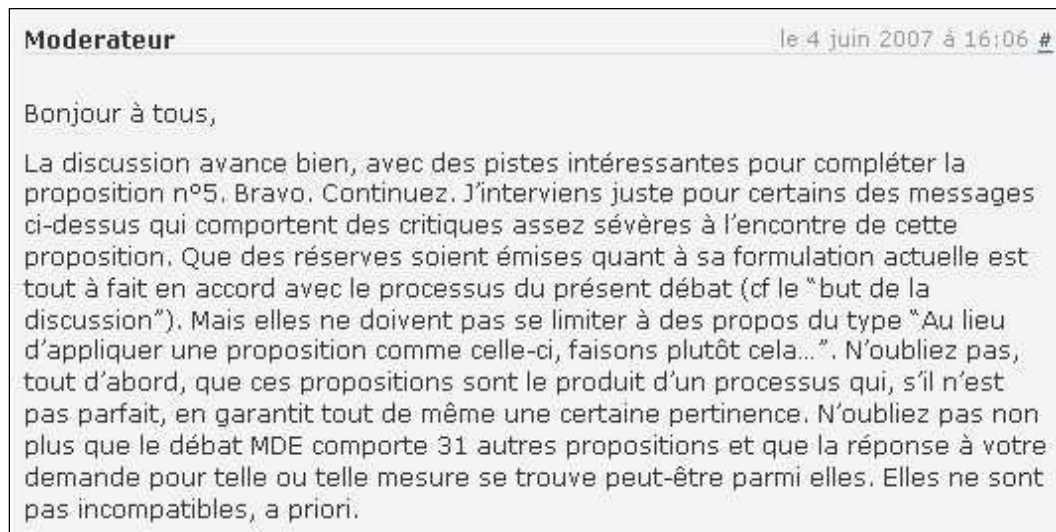 Moderateur le 4 juin 2007 à 16:06 #
Bonjour à tous,
La discussion avance bien, avec des pistes intéressantes pour compléter la
proposition nº5. Bravo. Continuez. J'interviens juste pour certains des messages
ci-dessus qui comportent des critiques assez sévères à l'encontre de cette
proposition. Que des réserves soient émises quant à sa formulation actuelle est
tout à fait en accord avec le processus du présent débat (cf le "but de la
discussion"). Mais elles ne doivent pas se limiter à des propos du type "Au lieu
d'appliquer une proposition comme celle-ci, faisons plutôt cela...". N'oubliez pas,
tout d'abord, que ces propositions sont le produit d'un processus qui, s'il n'est
pas parfait, en garantit tout de même une certaine pertinence. N'oubliez pas non
plus que le débat MDE comporte 31 autres propositions et que la réponse à votre
demande pour telle ou telle mesure se trouve peut-être parmi elles. Elles ne sont
pas incompatibles, a priori.